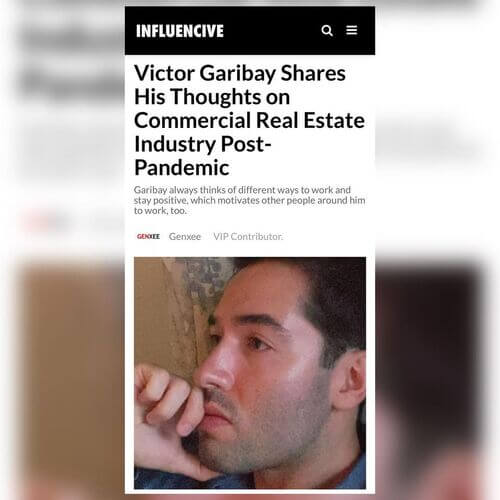 INFLUENCIVE
Victor Garibay Shares
His Thoughts on
Commercial Real Estate
Industry Post-
Pandemic
Garibay always thinks of different ways to work and
stay positive, which motivates other people around him
to work, too.
GENXEE Genxee VIP Contributor.